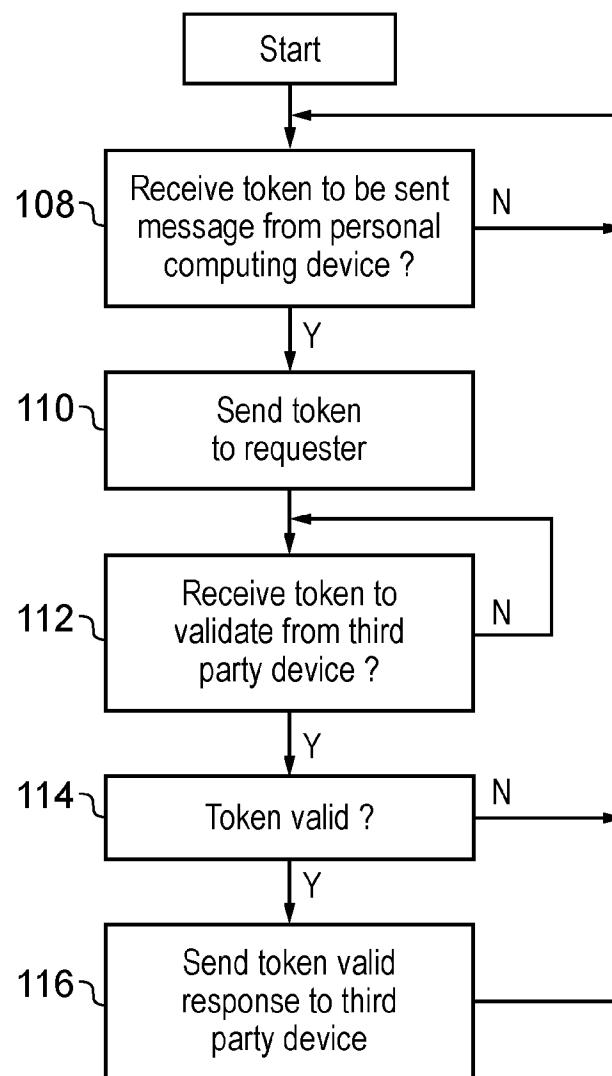 Start
108
Receive token to be sent
message from personal
computing device ?
N
Y
110
Send token
to requester
112
Receive token to
validate from third
party device ?
N
Y
114
Token valid ?
N
Y
116
Send token valid
response to third
party device